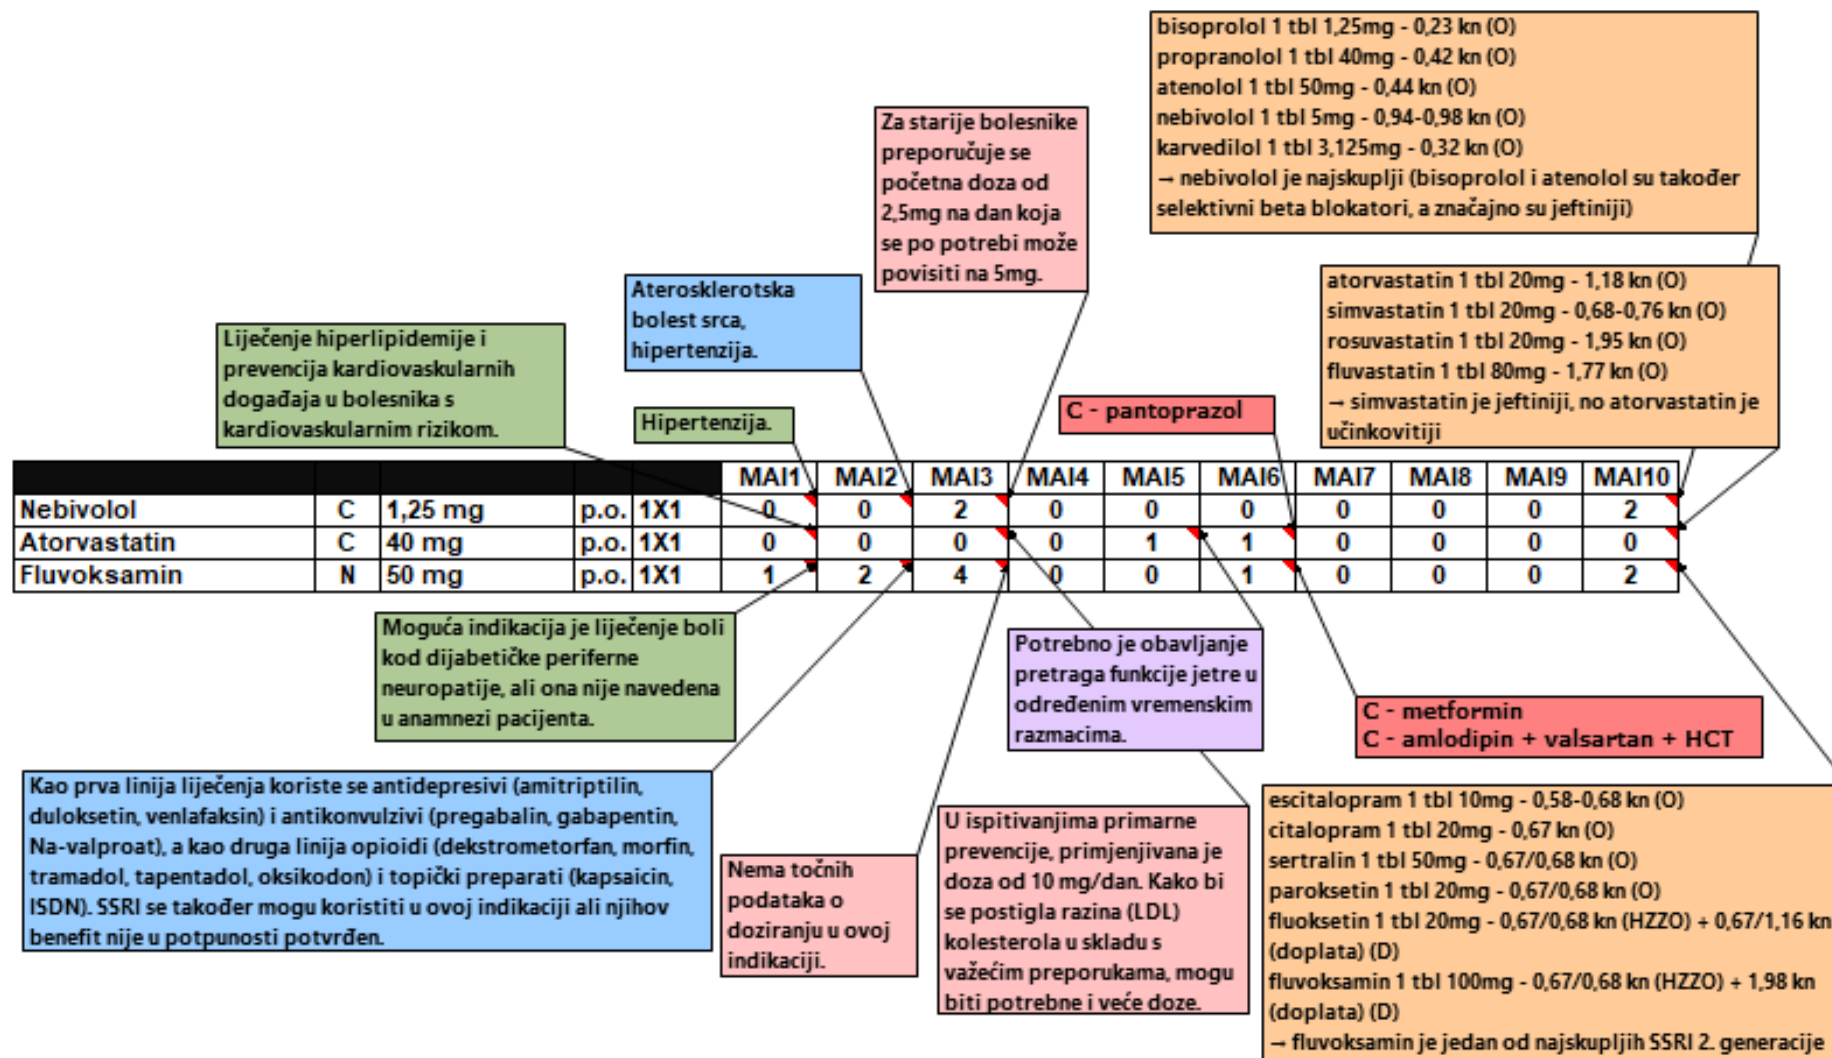 bisoprolol 1 tbl 1,25mg - 0,23 kn (O)
propranolol 1 tbl 40mg - 0,42 kn (O)
atenolol 1 tbl 50mg - 0,44 kn (O)
nebivolol 1 tbl 5mg - 0,94-0,98 kn (O)
karvedilol 1 tbl 3,125mg - 0,32 kn (O)
→ nebivolol je najskuplji (bisoprolol i atenolol su također
selektivni beta blokatori, a značajno su jeftiniji)
Za starije bolesnike
preporučuje se
početna doza od
2,5mg na dan koja
se po potrebi može
povisiti na 5mg.
Aterosklerotska
bolest srca,
hipertenzija.
atorvastatin 1 tbl 20mg - 1,18 kn (O)
simvastatin 1 tbl 20mg - 0,68-0,76 kn (O)
rosuvastatin 1 tbl 20mg - 1,95 kn (O)
fluvastatin 1 tbl 80mg - 1,77 kn (O)
→ simvastatin je jeftiniji, no atorvastatin je
učinkovitiji
Liječenje hiperlipidemije i
prevencija kardiovaskularnih
događaja u bolesnika s
kardiovaskularnim rizikom.
Hipertenzija.
C - pantoprazol
MAI1 MAI2 MAI3 MAI4 MAI5 MAI6 MAI7 MAI8 MAI9 MAI10
Nebivolol C 1,25 mg p.o. 1X1 0 0 2 0 0 0 0 0 0 2
Atorvastatin C 40 mg p.o. 1X1 0 0 0 0 1 1 0 0 0 0
Fluvoksamin N 50 mg p.o. 1X1 1 2 4 0 0 1 0 0 0 2
Moguća indikacija je liječenje boli
kod dijabetičke periferne
neuropatije, ali ona nije navedena
u anamnezi pacijenta.
Potrebno je obavljanje
pretraga funkcije jetre u
određenim vremenskim
razmacima.
C - metformin
C - amlodipin + valsartan + HCT
Kao prva linija liječenja koriste se antidepresivi (amitriptilin,
duloksetin, venlafaksin) i antikonvulzivi (pregabalin, gabapentin,
Na-valproat), a kao druga linija opioidi (dekstrometorfan, morfin,
tramadol, tapentadol, oksikodon) i topički preparati (kapsaicin,
ISDN). SSRI se također mogu koristiti u ovoj indikaciji ali njihov
benefit nije u potpunosti potvrđen.
Nema točnih
podataka o
doziranju u ovoj
indikaciji.
U ispitivanjima primarne
prevencije, primjenjivana je
doza od 10 mg/dan. Kako bi
se postigla razina (LDL)
kolesterola u skladu s
važećim preporukama, mogu
biti potrebne i veće doze.
escitalopram 1 tbl 10mg - 0,58-0,68 kn (O)
citalopram 1 tbl 20mg - 0,67 kn (O)
sertralin 1 tbl 50mg - 0,67/0,68 kn (O)
paroksetin 1 tbl 20mg - 0,67/0,68 kn (O)
fluoksetin 1 tbl 20mg - 0,67/0,68 kn (HZZO) + 0,67/1,16 kn
(doplata) (D)
fluvoksamin 1 tbl 100mg - 0,67/0,68 kn (HZZO) + 1,98 kn
(doplata) (D)
→ fluvoksamin je jedan od najskupljih SSRI 2. generacije